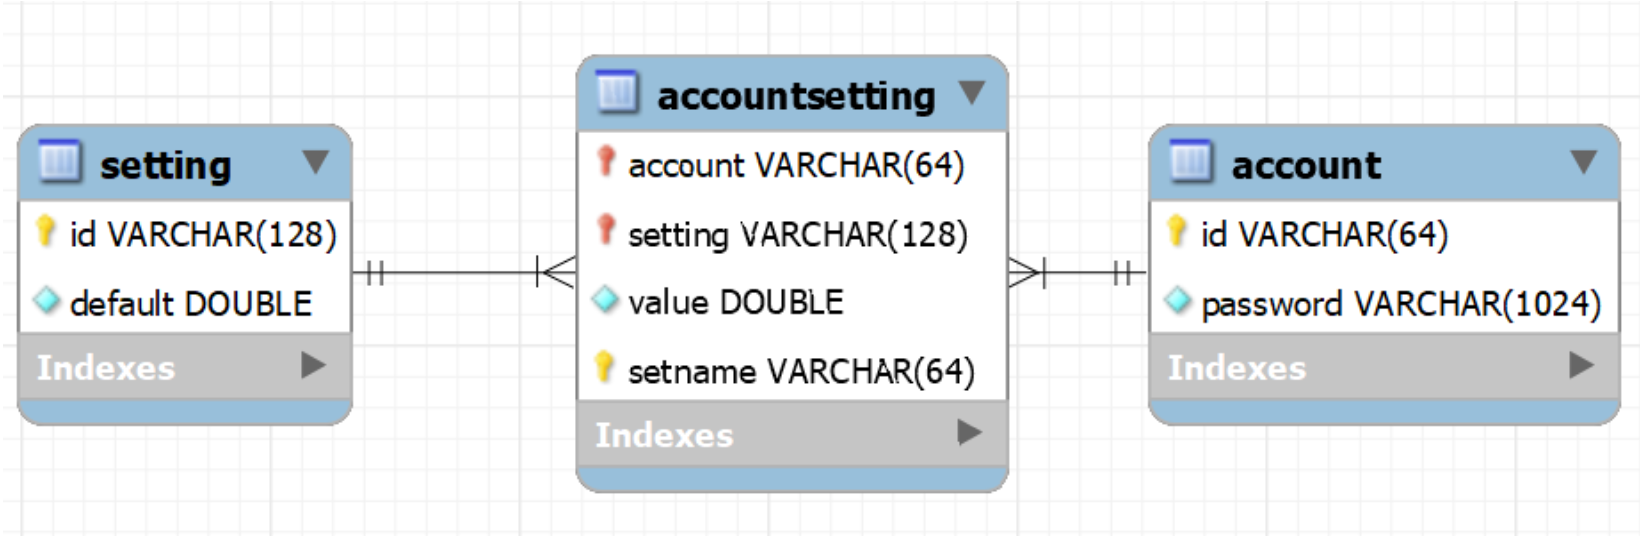 setting
id VARCHAR(128)
default DOUBLE
Indexes
accountsetting
account VARCHAR(64)
setting VARCHAR(128)
value DOUBLE
setname VARCHAR(64)
Indexes
account
id VARCHAR(64)
password VARCHAR(1024)
Indexes